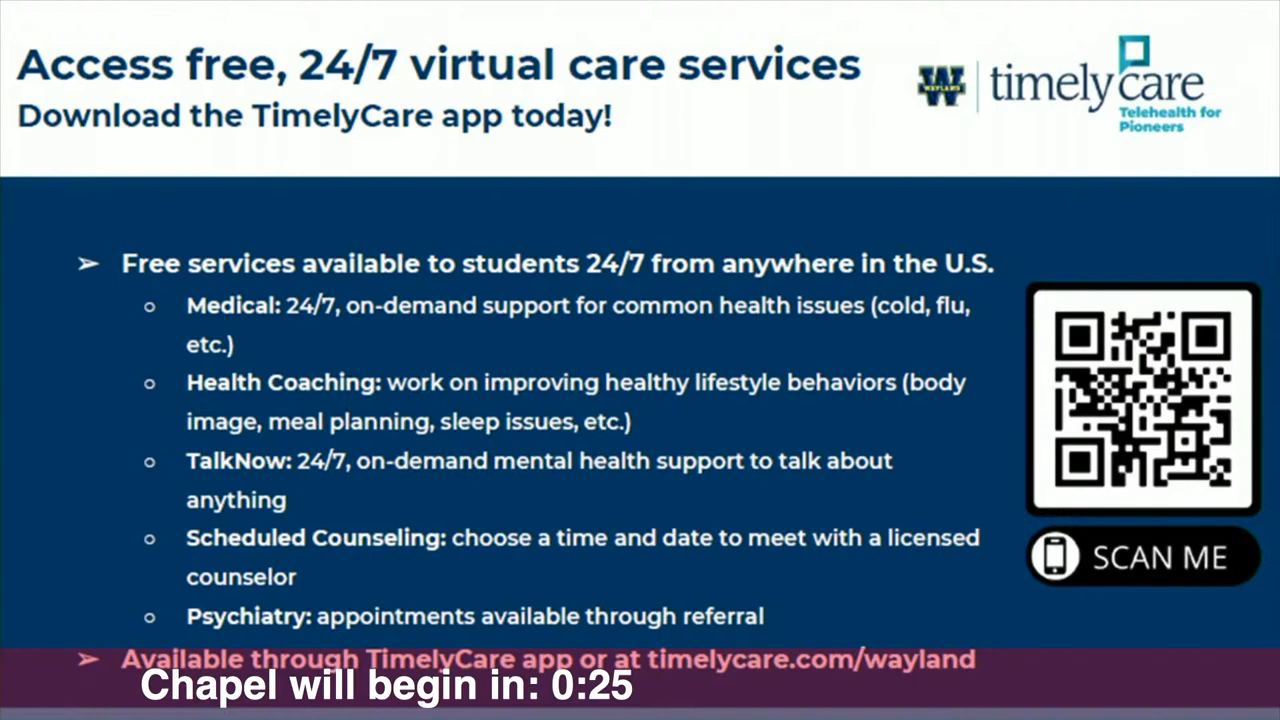 Access free, 24/7 virtual care services
Download the TimelyCare app today!
W
WAYLAND
timelycare
Telehealth for
Pioneers
➢ Free services available to students 24/7 from anywhere in the U.S.
○ Medical: 24/7, on-demand support for common health issues (cold, flu,
etc.)
○ Health Coaching: work on improving healthy lifestyle behaviors (body
image, meal planning, sleep issues, etc.)
○ TalkNow: 24/7, on-demand mental health support to talk about
anything
○ Scheduled Counseling: choose a time and date to meet with a licensed
counselor
○ Psychiatry: appointments available through referral
➢ Available through TimelyCare app or at timelycare.com/wayland
SCAN ME
Chapel will begin in: 0:25